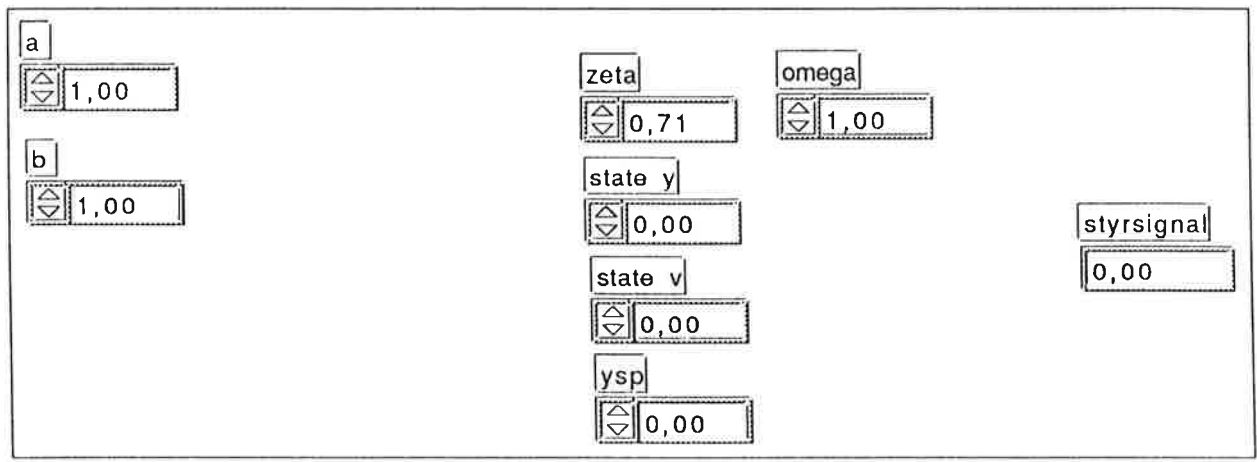 a
1,00
b
1,00
zeta
0,71
omega
1,00
state y
0,00
state v
0,00
ysp
0,00
styrsignal
0,00